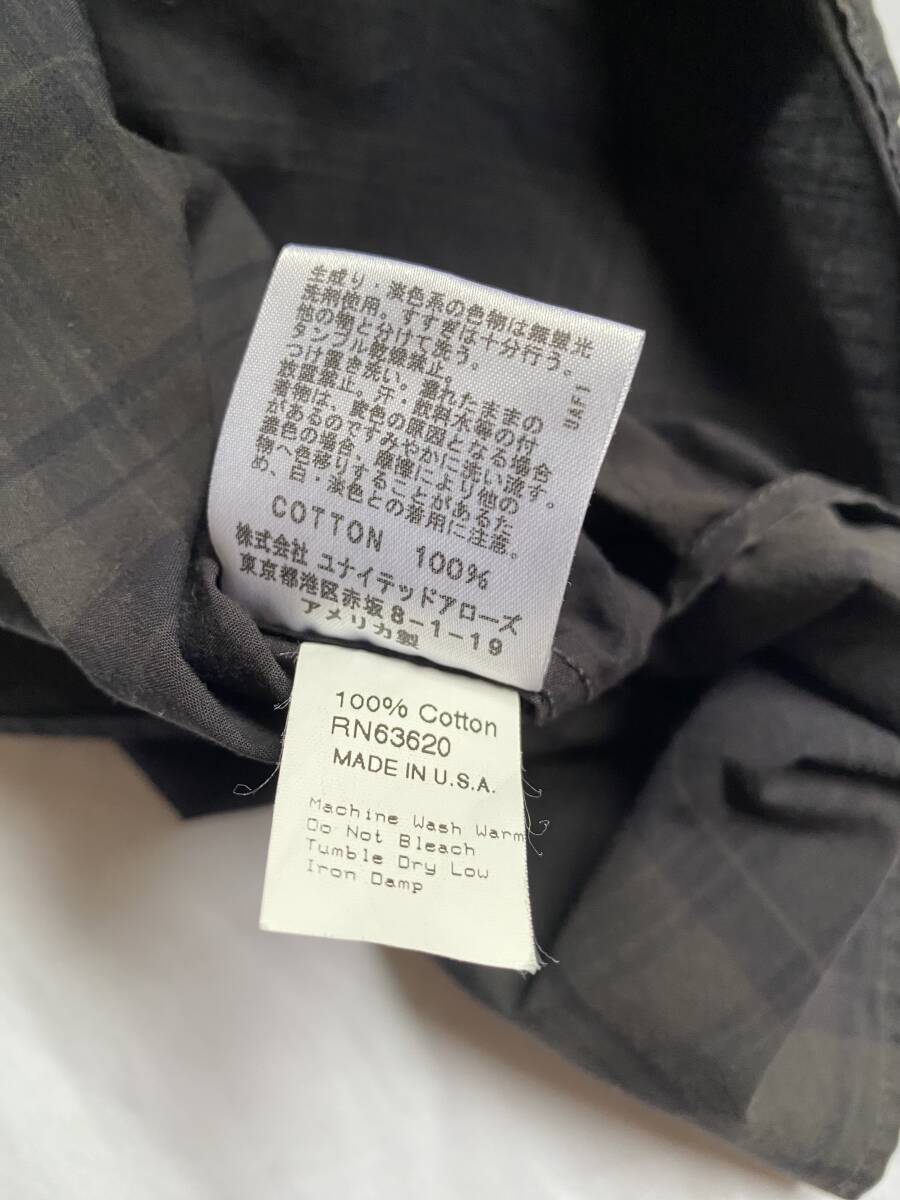 生成り・淡色系の色物は無蛍光
洗剤使用。すすぎは十分行う。
他の物と分けて洗う。
タンブル乾燥禁止。
つけ置き洗い。濡れたままの
放置禁止。汗・飲料水等の付
着物は、変色の原因となる場合
があるのですみやかに洗い流す。
濃色の場合、摩擦により他の
物へ色移りすることがあるた
め、白・淡色との着用に注意。
COTTON 100%
株式会社 ユナイテッドアローズ
東京都港区赤坂8-1-19
アメリカ製
UAF1
100% Cotton
RN63620
MADE IN U.S.A.
Machine Wash Warm
Do Not Bleach
Tumble Dry Low
Iron Damp